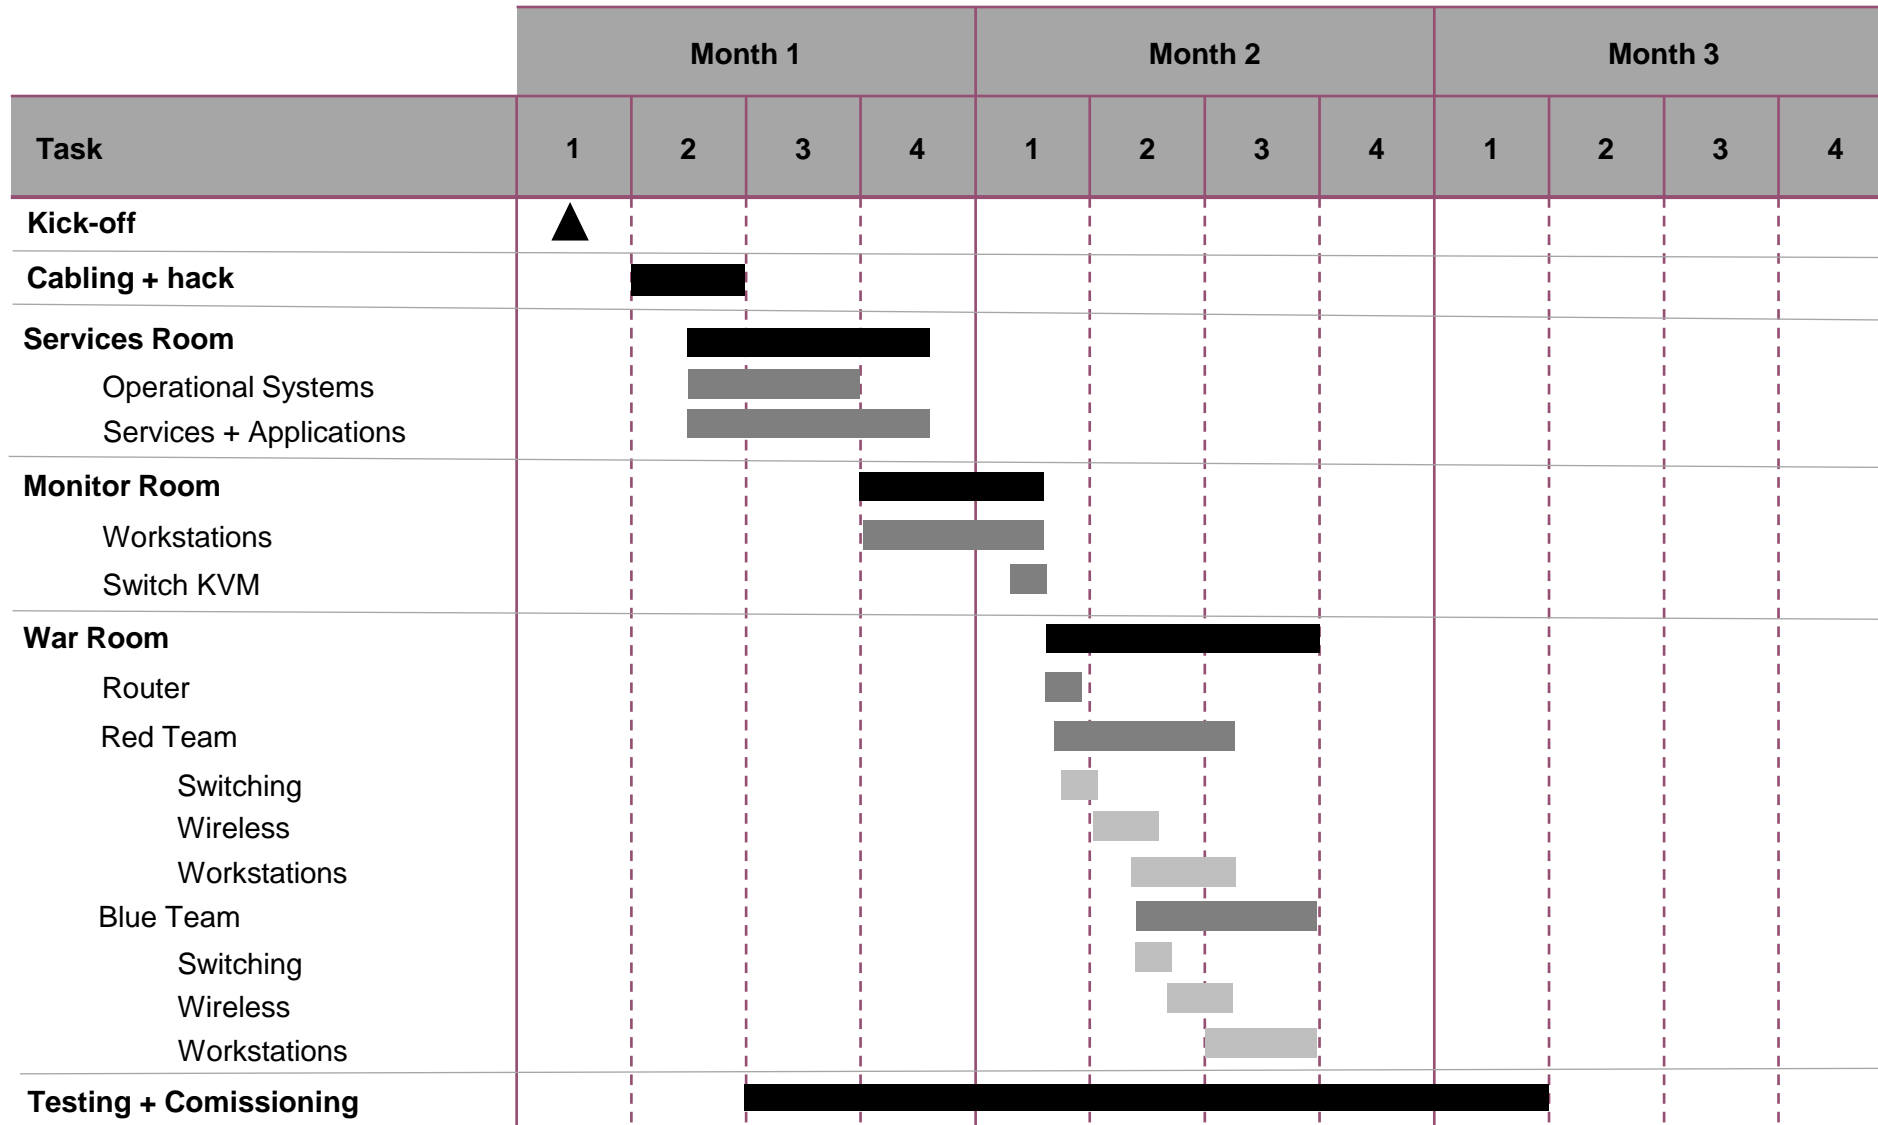 Month 1 Month 2 Month 3
Task 1 2 3 4 1 2 3 4 1 2 3 4
Kick-off
Cabling + hack
Services Room
Operational Systems
Services + Applications
Monitor Room
Workstations
Switch KVM
War Room
Router
Red Team
Switching
Wireless
Workstations
Blue Team
Switching
Wireless
Workstations
Testing + Comissioning